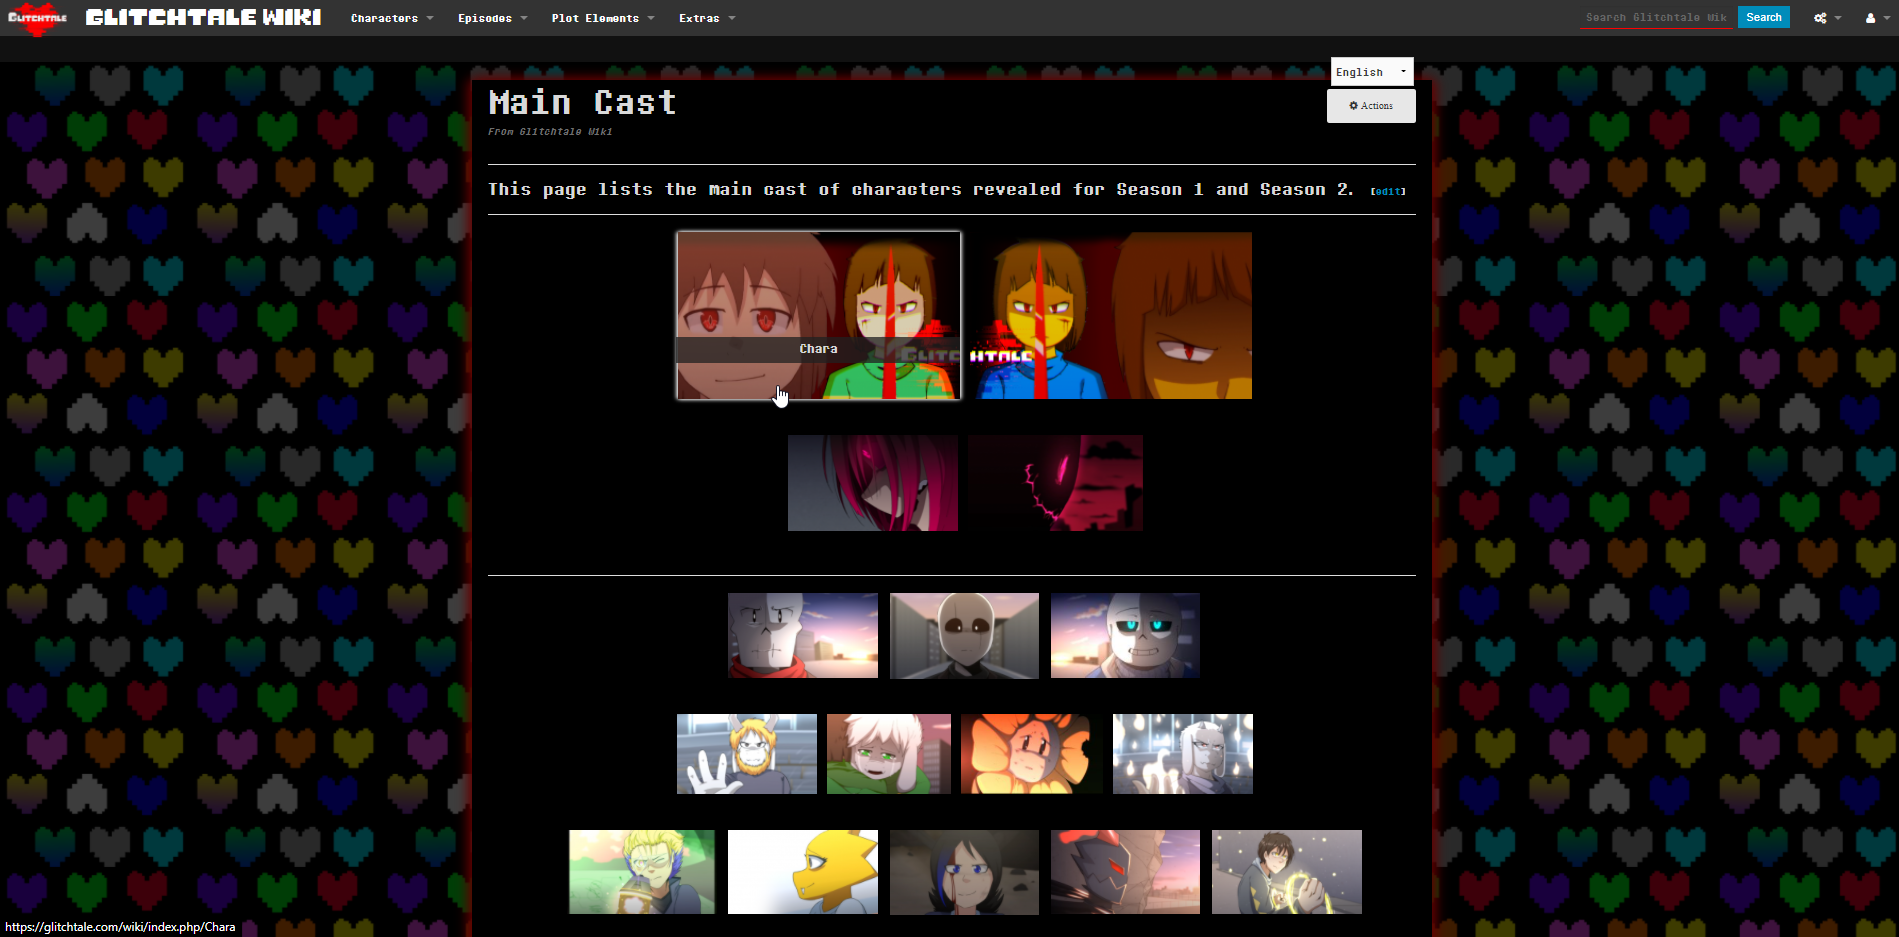 GLITCHTALE
GLITCHTALE WIKI
Characters
Episodes
Plot Elements
Extras
Search Glitchtale Wik
Search
English
Actions
Main Cast
From Glitchtale Wiki
This page lists the main cast of characters revealed for Season 1 and Season 2. [edit]
Chara
GLITC
HTALE
https://glitchtale.com/wiki/index.php/Chara